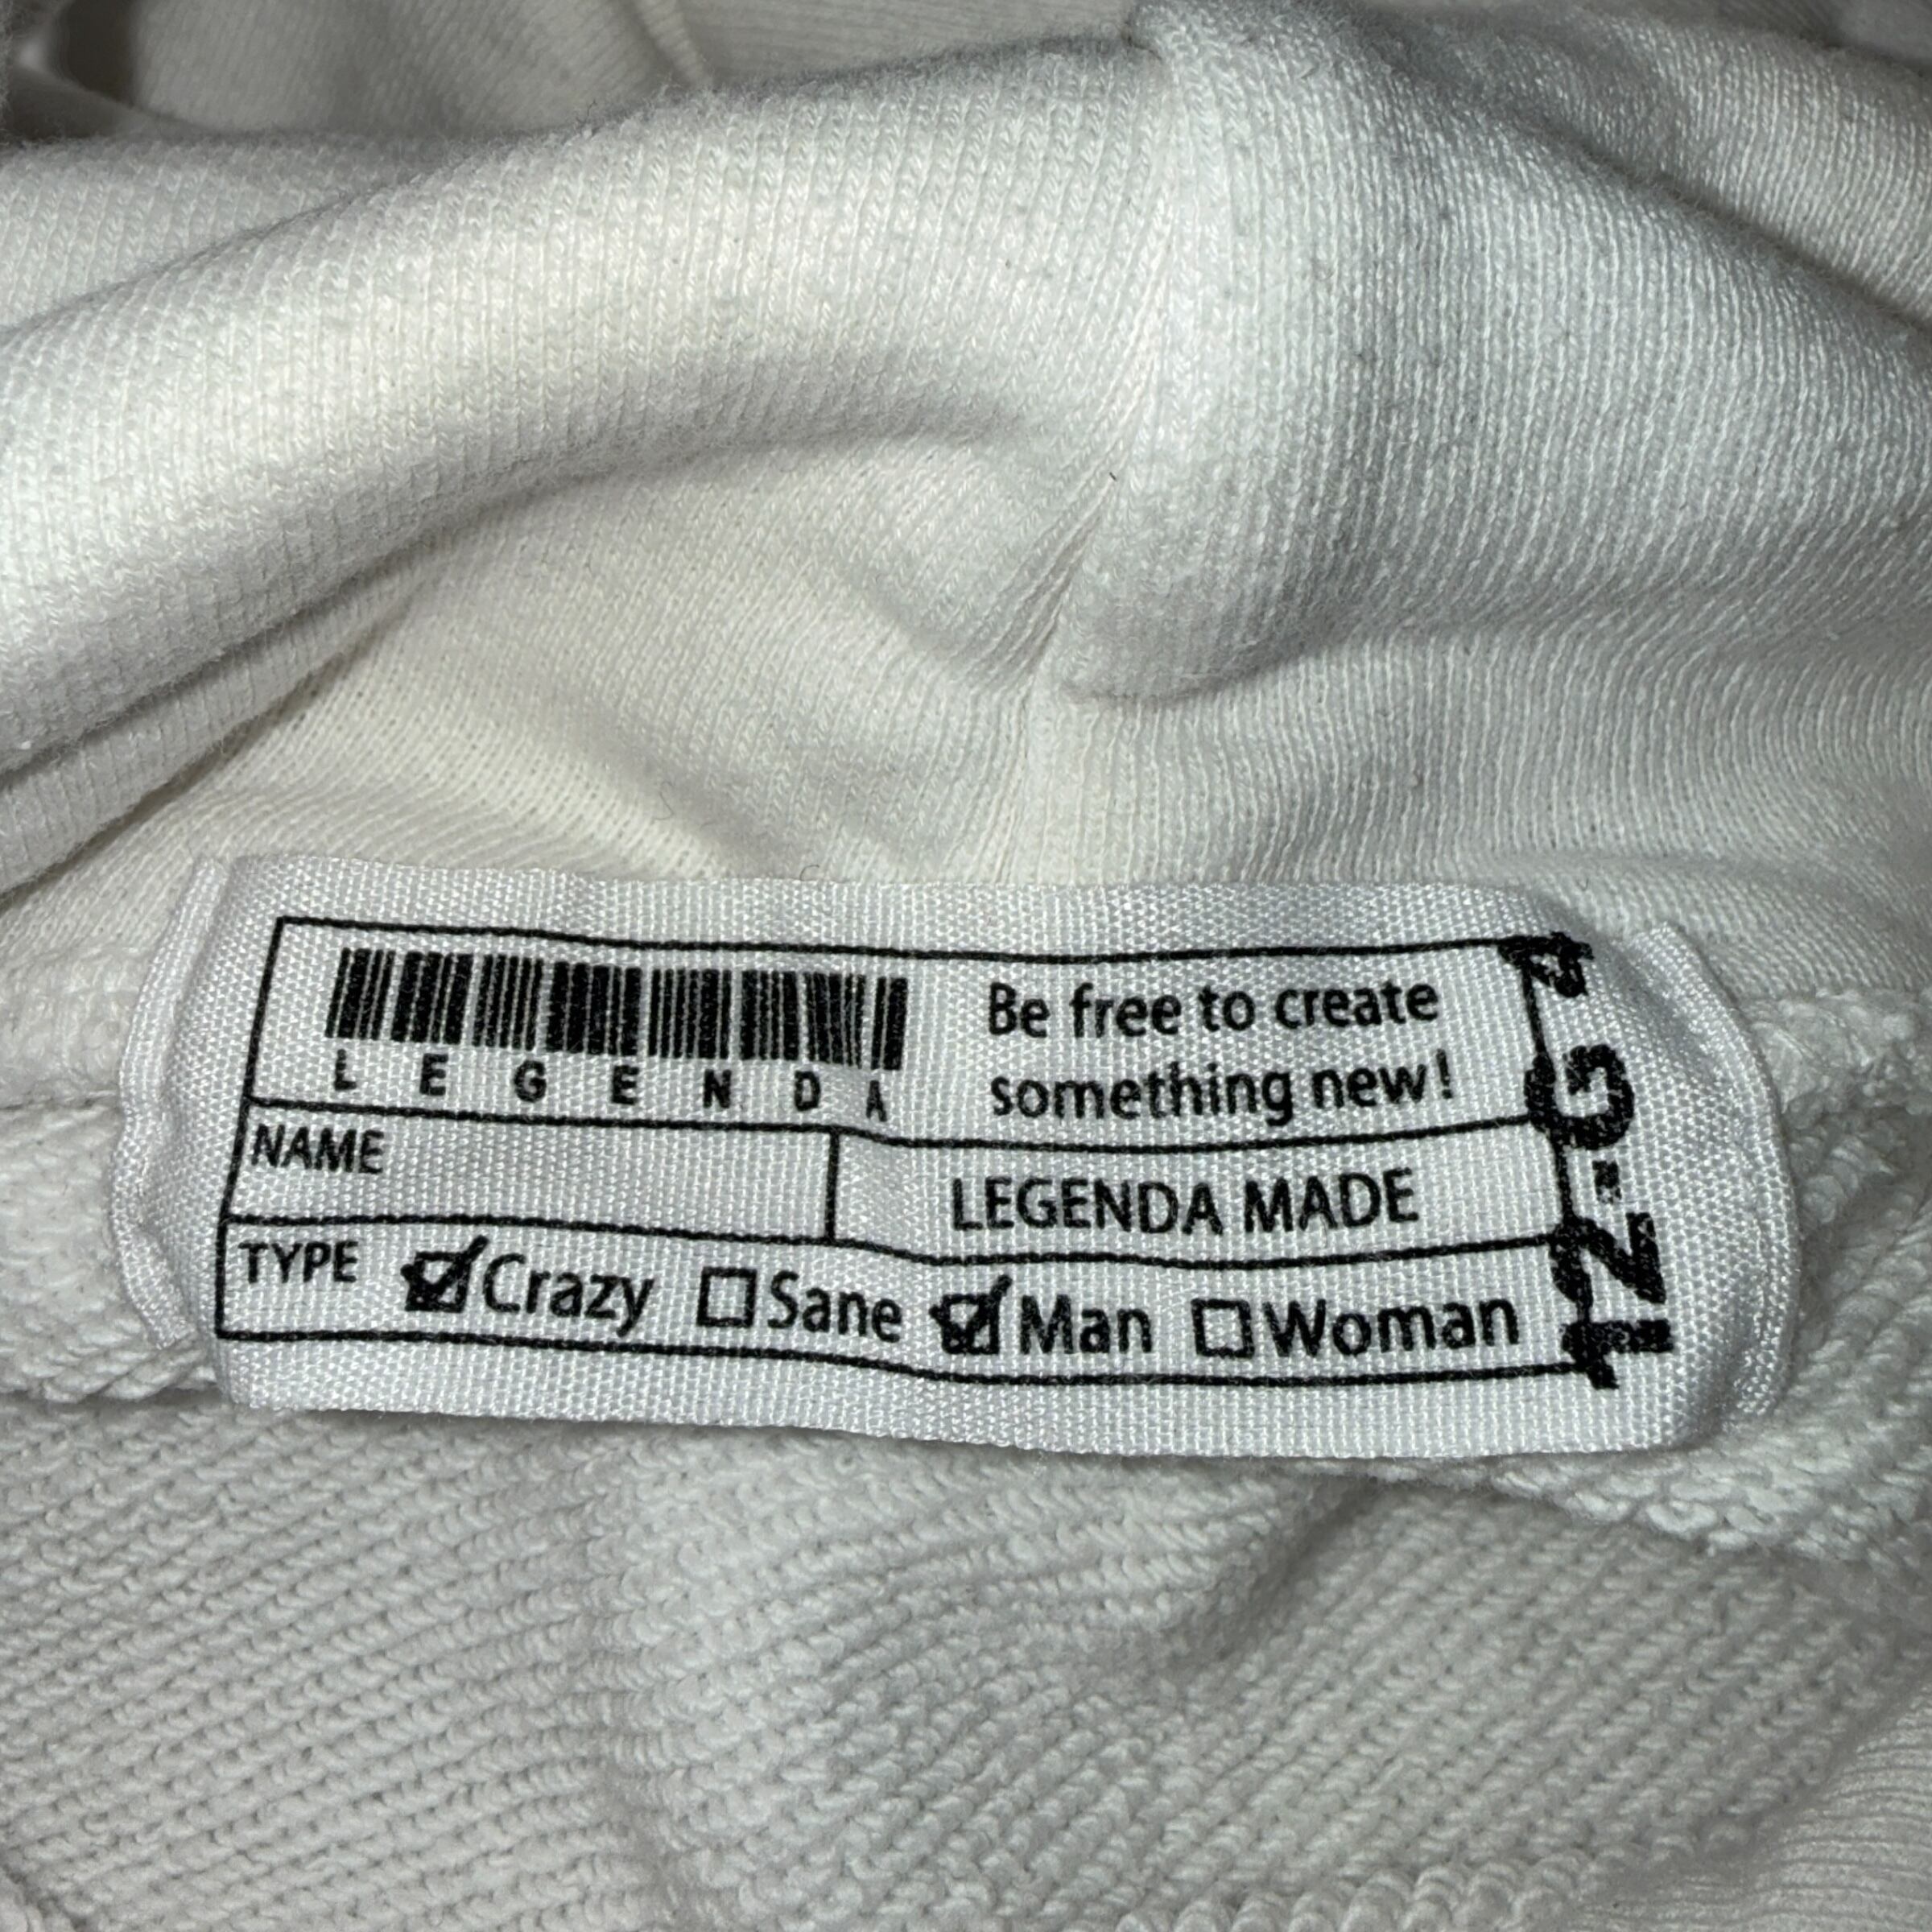 LEGENDA
Be free to create
something new!
NAME
LEGENDA MADE
TYPE ☑Crazy ☐Sane ☑Man ☐Woman